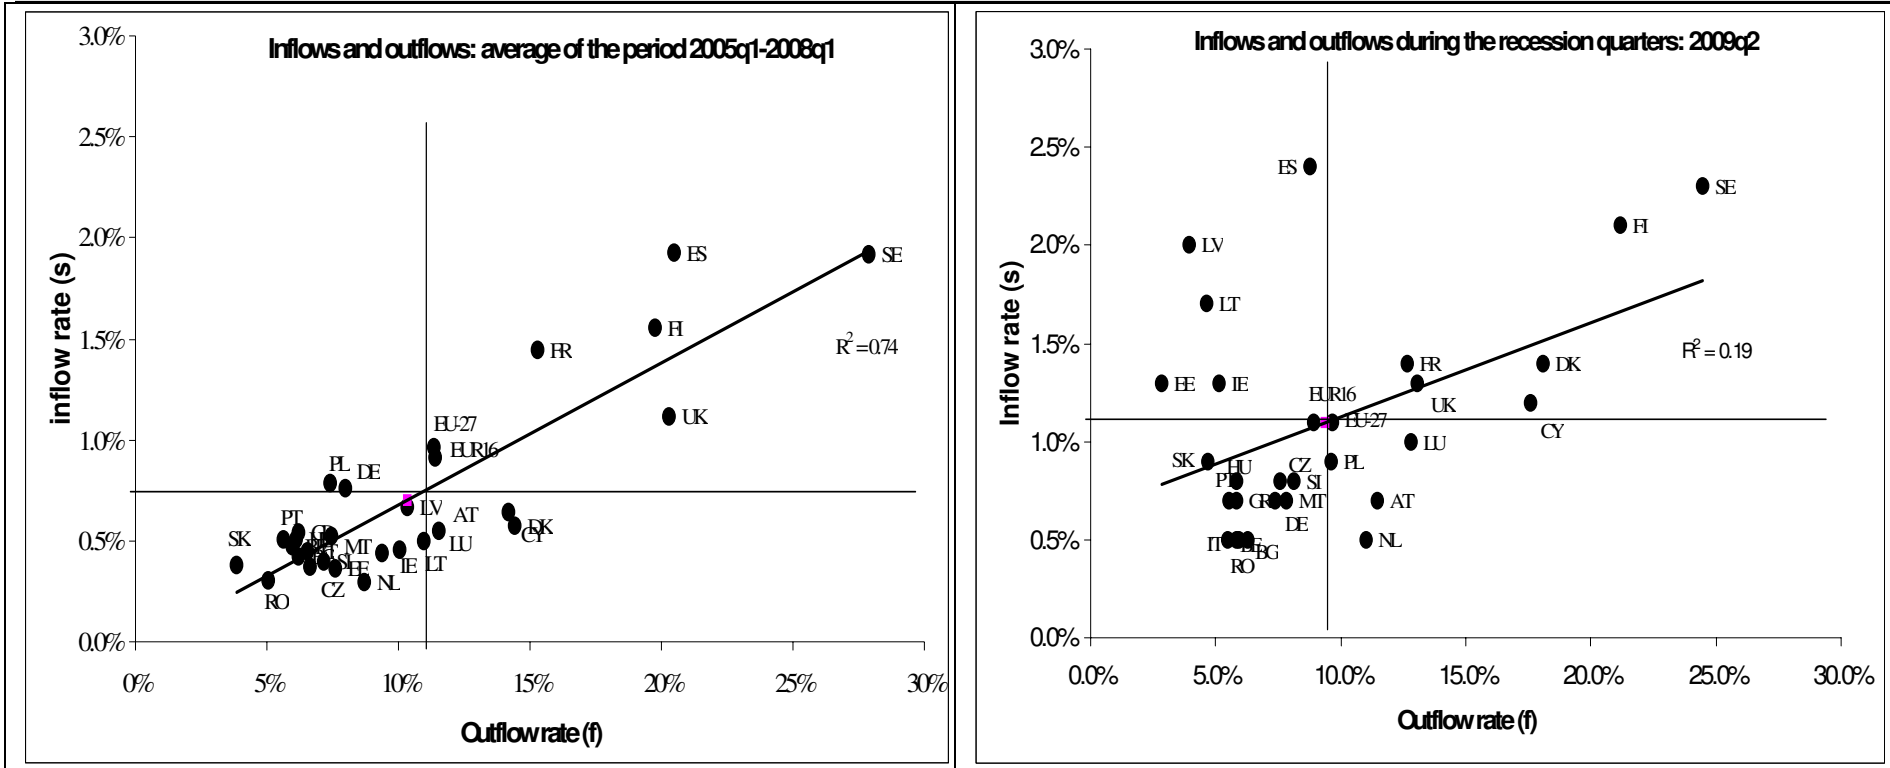 Inflows and outflows: average of the period 2005q1-2008q1
3.0%
2.5%
2.0%
1.5%
1.0%
0.5%
0.0%
inflow rate (s)
ES
SE
FI
FR
R² = 0.74
UK
EU-27
EUR16
PL
DE
LV
AT
DK
CY
PT
SK
MT
LU
IE
LT
SI
EE
NL
CZ
RO
0%
5%
10%
15%
20%
25%
30%
Outflow rate (f)
Inflows and outflows during the recession quarters: 2009q2
3.0%
2.5%
2.0%
1.5%
1.0%
0.5%
0.0%
Inflow rate (s)
ES
SE
FI
LV
LT
R² = 0.19
FR
DK
EE
IE
EUR16
UK
EU-27
CY
LU
SK
HU
CZ
PL
PT
SI
GR
MT
AT
DE
IT
BE
BG
NL
RO
0.0%
5.0%
10.0%
15.0%
20.0%
25.0%
30.0%
Outflow rate (f)